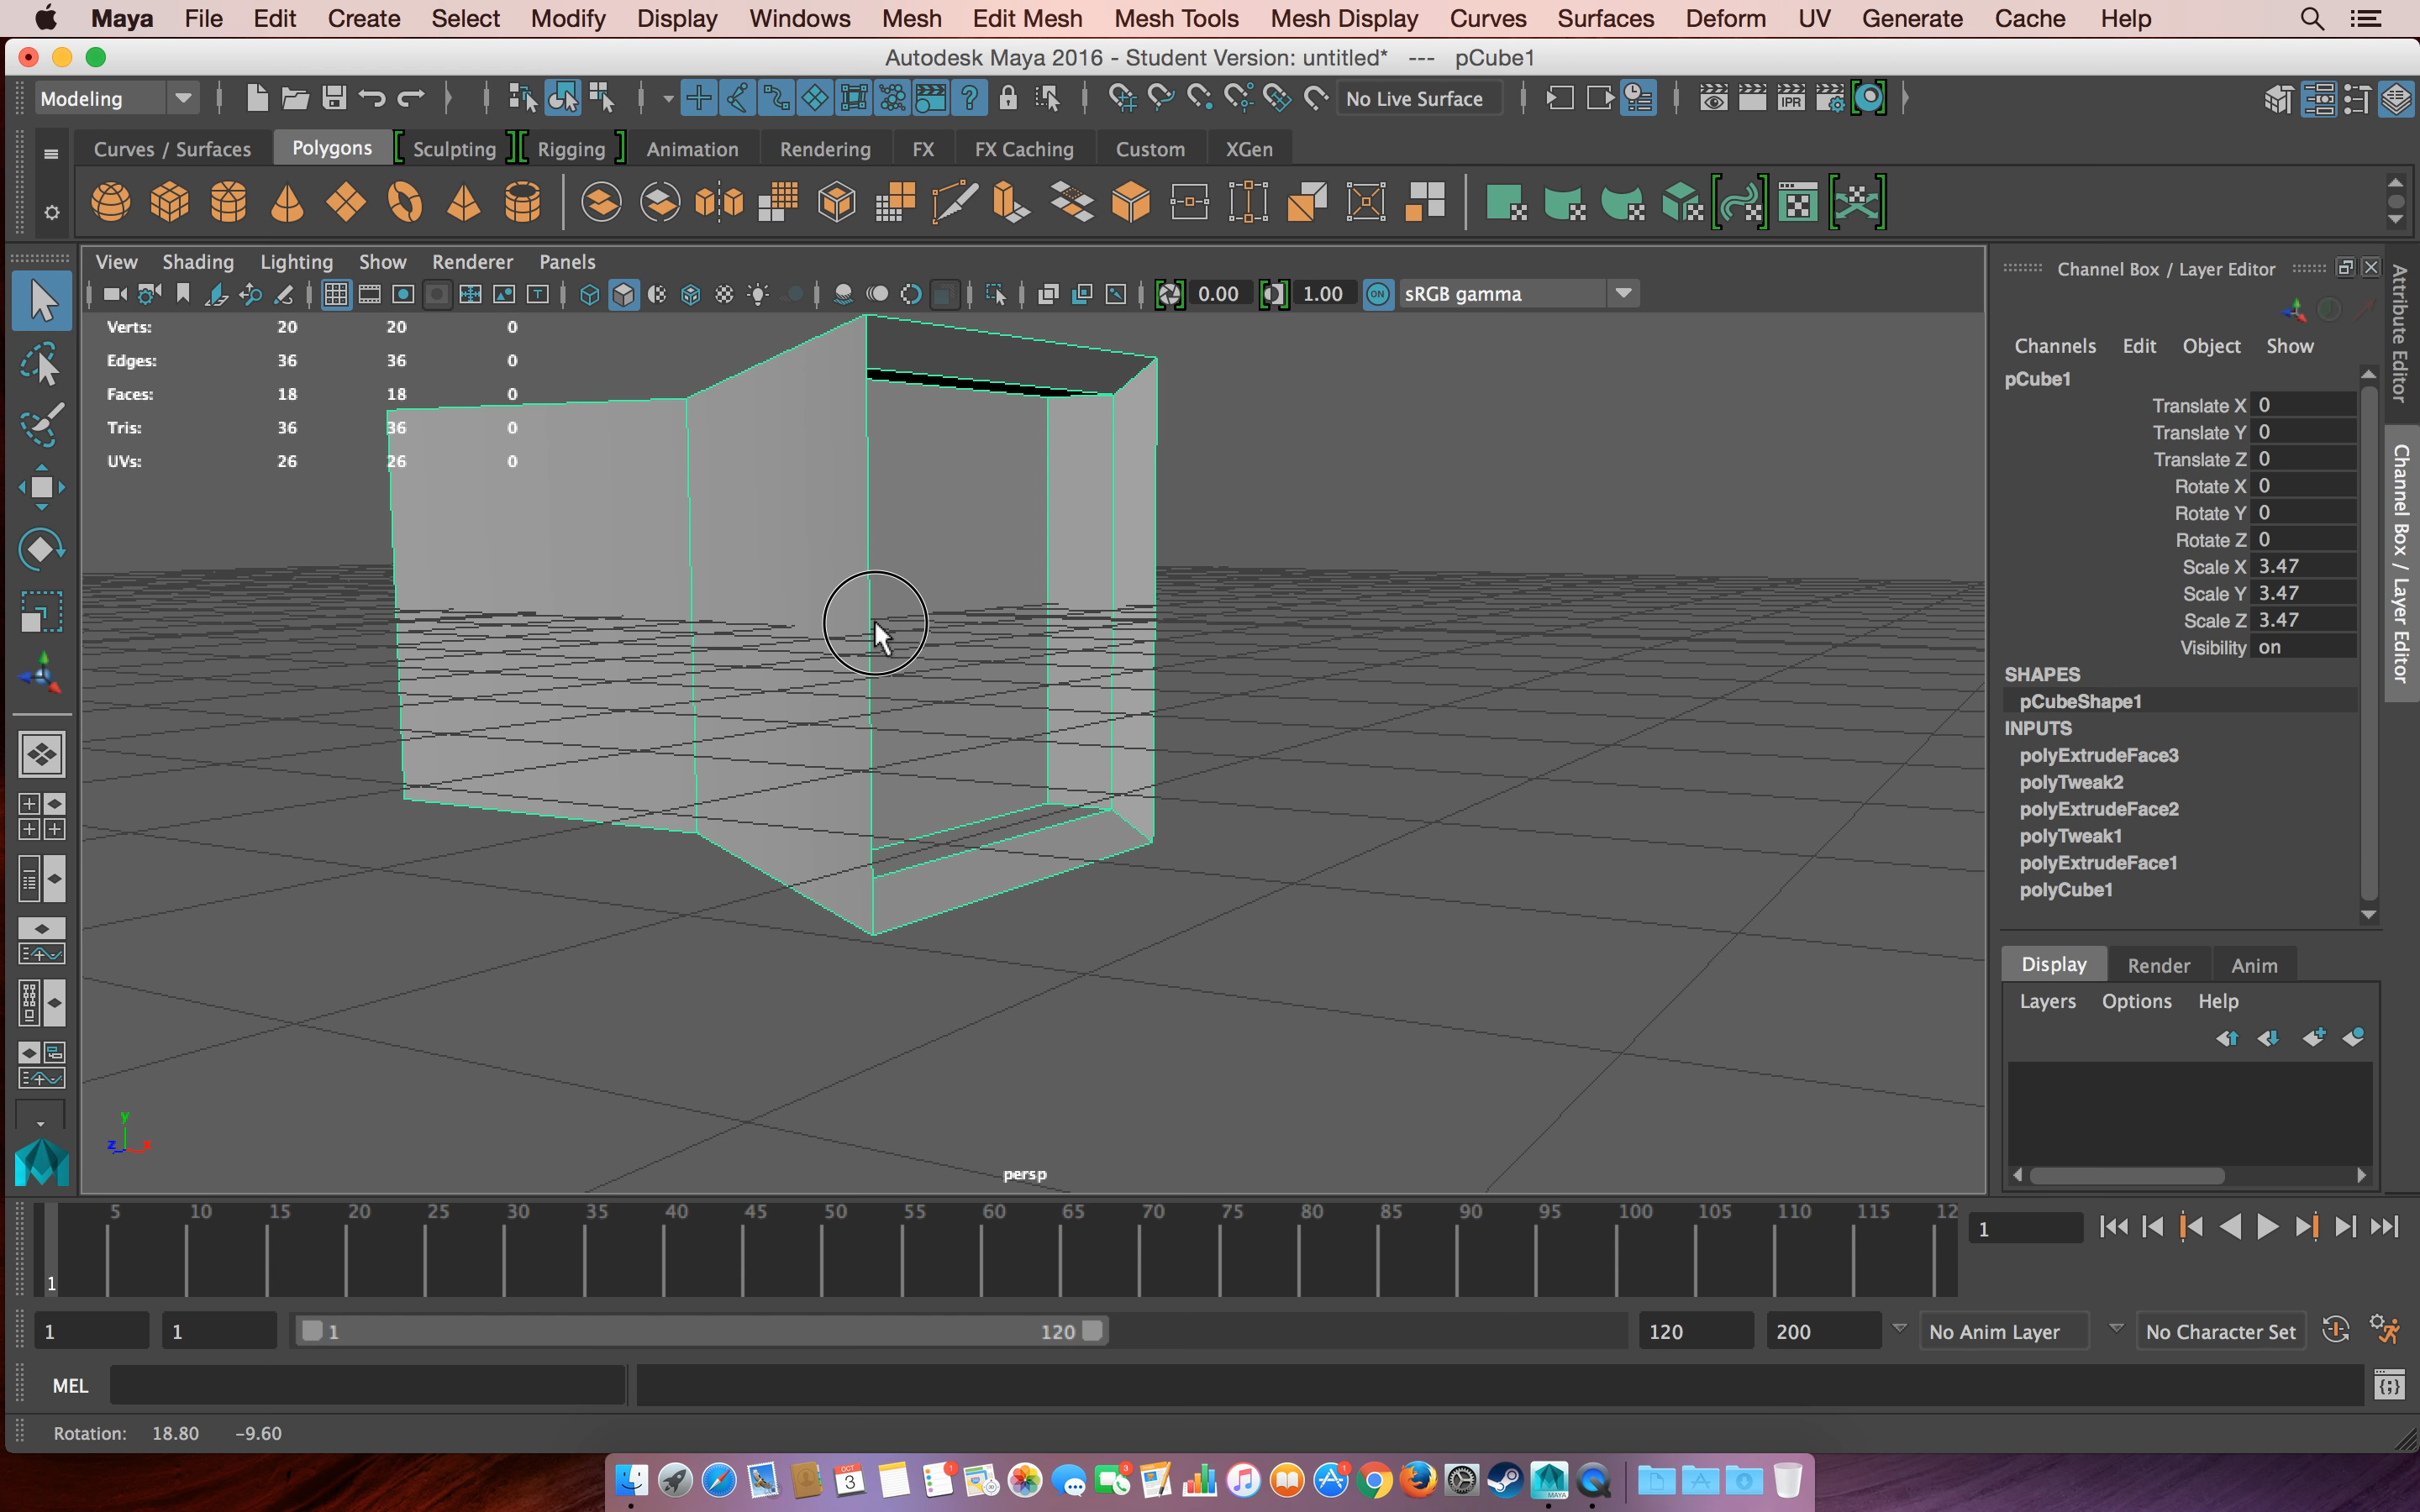 Maya File Edit Create Select Modify Display Windows Mesh Edit Mesh Mesh Tools Mesh Display Curves Surfaces Deform UV Generate Cache Help
Autodesk Maya 2016 - Student Version: untitled* --- pCube1
Modeling
No Live Surface
IPR
Curves / Surfaces Polygons Sculpting Rigging Animation Rendering FX FX Caching Custom XGen
View Shading Lighting Show Renderer Panels
0.00 1.00 ON sRGB gamma
Verts: 20 20 0
Edges: 36 36 0
Faces: 18 18 0
Tris: 36 36 0
UVs: 26 26 0
Y
Z X
persp
Channel Box / Layer Editor
Channels Edit Object Show
pCube1
Translate X 0
Translate Y 0
Translate Z 0
Rotate X 0
Rotate Y 0
Rotate Z 0
Scale X 3.47
Scale Y 3.47
Scale Z 3.47
Visibility on
SHAPES
pCubeShape1
INPUTS
polyExtrudeFace3
polyTweak2
polyExtrudeFace2
polyTweak1
polyExtrudeFace1
polyCube1
Attribute Editor
Channel Box / Layer Editor
Display Render Anim
Layers Options Help
5 10 15 20 25 30 35 40 45 50 55 60 65 70 75 80 85 90 95 100 105 110 115 12
1
1
1 1 1 120 120 200 No Anim Layer No Character Set
MEL
Rotation: 18.80 -9.60
OCT
3
1
3
1
MAYA